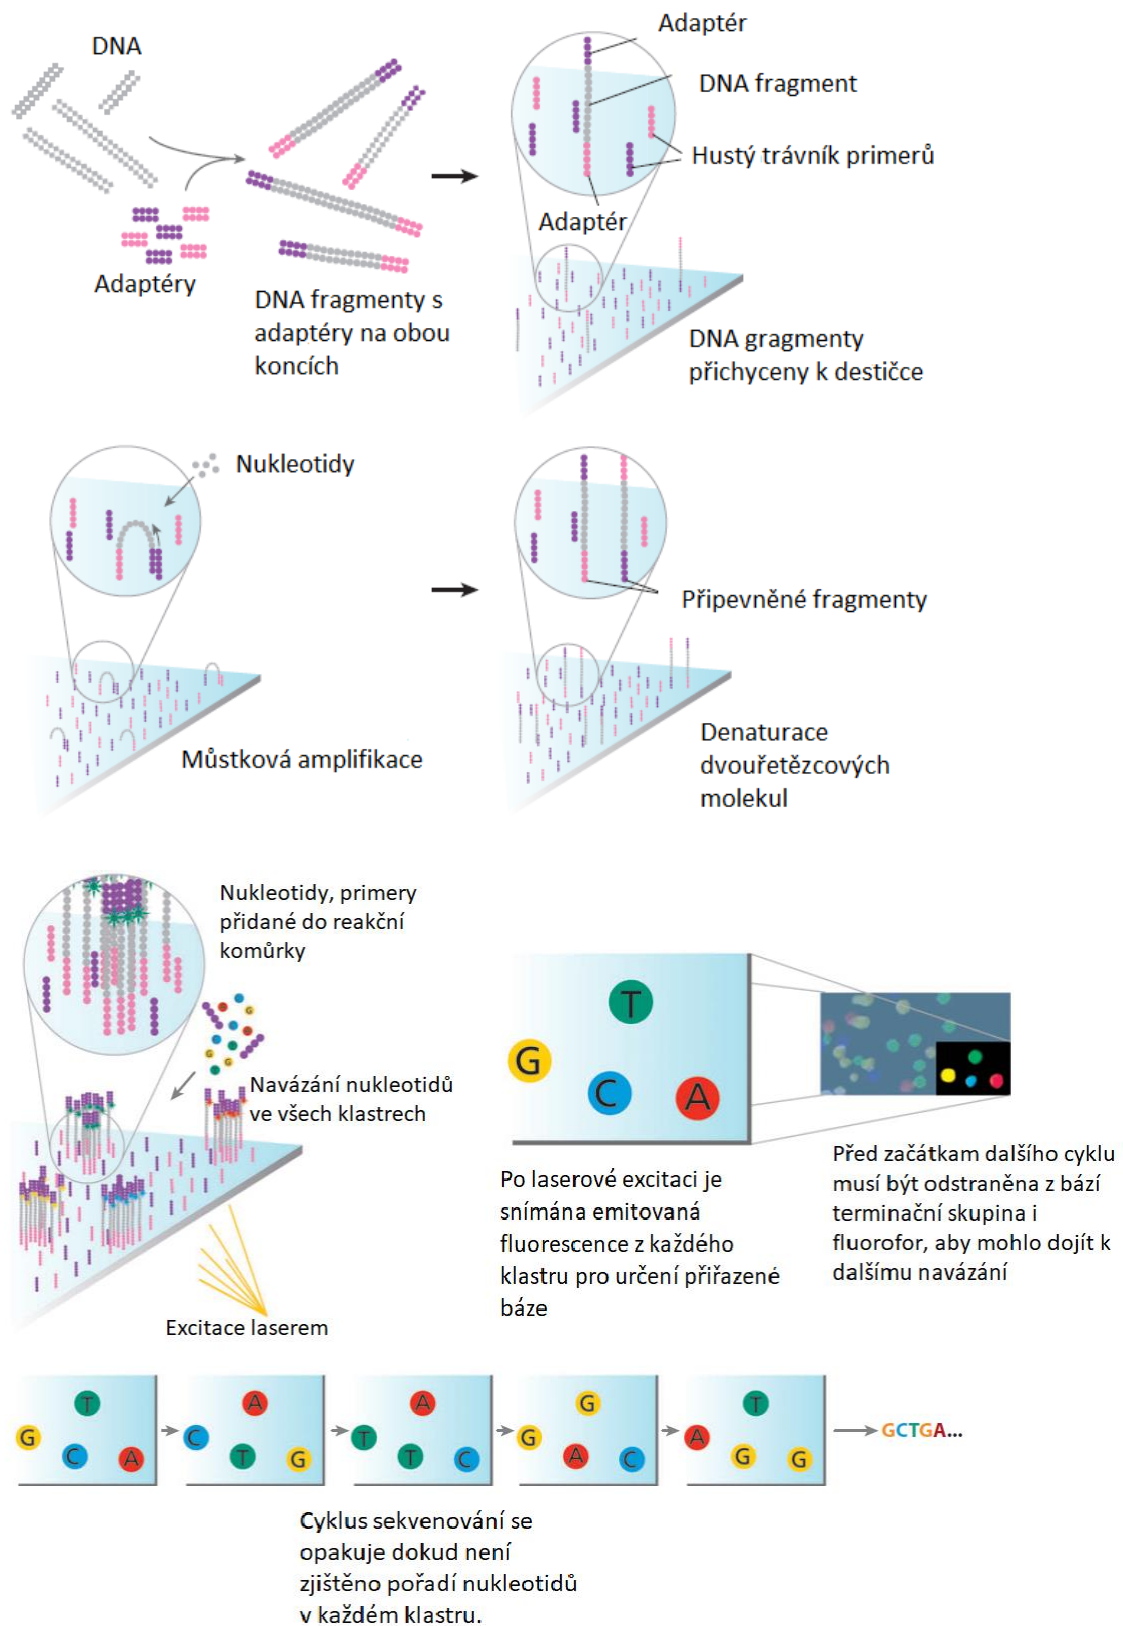 DNA
Adaptéry
DNA fragmenty s
adaptéry na obou
koncích
Adaptér
DNA fragment
Hustý trávník primerů
Adaptér
DNA gragmenty
přichyceny k destičce
Nukleotidy
Můstková amplifikace
Připevněné fragmenty
Denaturace
dvouřetězcových
molekul
Nukleotidy, primery
přidané do reakční
komůrky
G
G
G
Navázání nukleotidů
ve všech klastrech
Excitace laserem
T
G
C
A
Po laserové excitaci je
snímána emitovaná
fluorescence z každého
klastru pro určení přiřazené
báze
Před začátkam dalšího cyklu
musí být odstraněna z bází
terminační skupina i
fluorofor, aby mohlo dojít k
dalšímu navázání
T
G
C
A
A
C
T
G
A
T
T
C
G
G
A
C
T
A
G
G
GCTGA...
Cyklus sekvenování se
opakuje dokud není
zjištěno pořadí nukleotidů
v každém klastru.